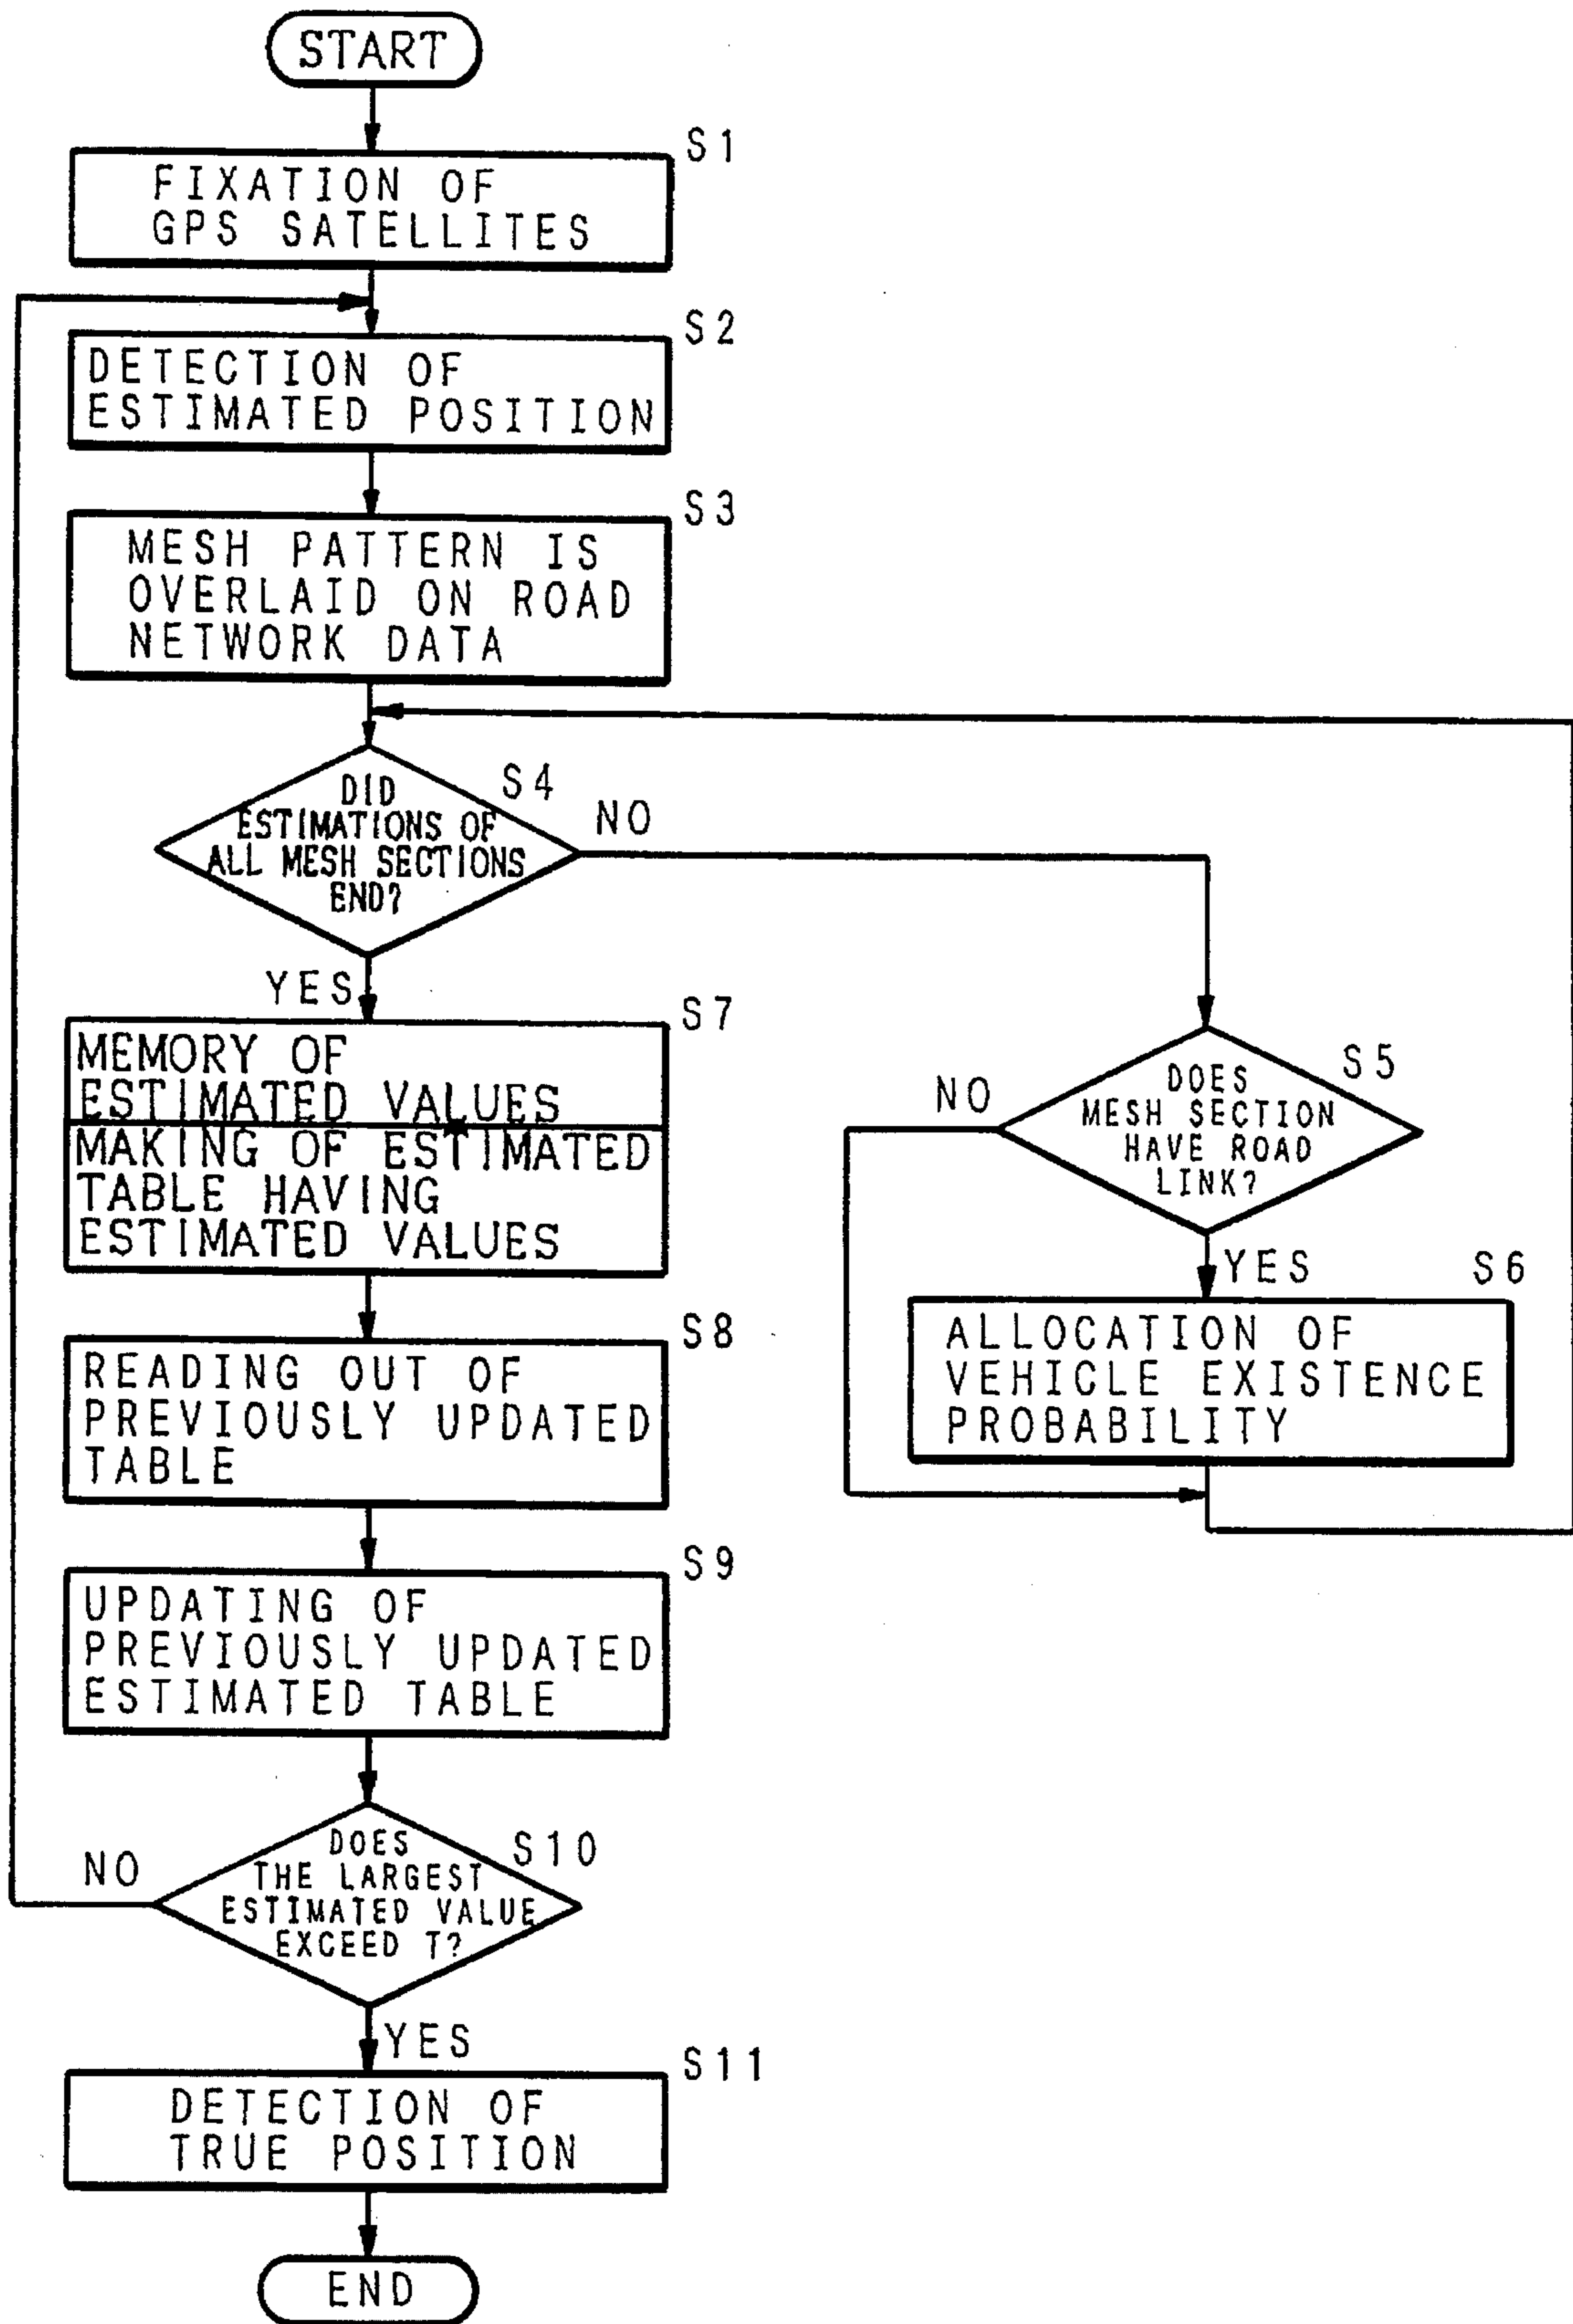 START
S1
FIXATION OF
GPS SATELLITES
S2
DETECTION OF
ESTIMATED POSITION
S3
MESH PATTERN IS
OVERLAID ON ROAD
NETWORK DATA
S4
DID
ESTIMATIONS OF
ALL MESH SECTIONS
END?
NO
YES
S5
DOES
MESH SECTION
HAVE ROAD
LINK?
NO
YES
S6
ALLOCATION OF
VEHICLE EXISTENCE
PROBABILITY
S7
MEMORY OF
ESTIMATED VALUES
MAKING OF ESTIMATED
TABLE HAVING
ESTIMATED VALUES
S8
READING OUT OF
PREVIOUSLY UPDATED
TABLE
S9
UPDATING OF
PREVIOUSLY UPDATED
ESTIMATED TABLE
S10
DOES
THE LARGEST
ESTIMATED VALUE
EXCEED T?
NO
YES
S11
DETECTION OF
TRUE POSITION
END